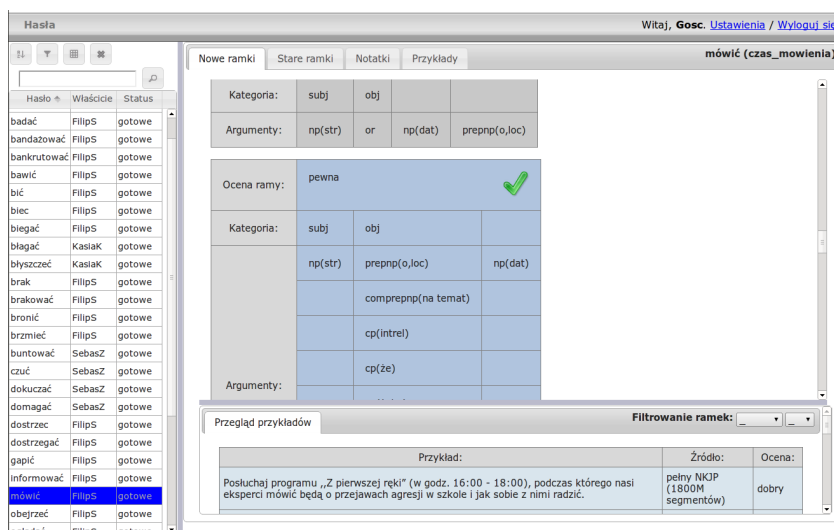 Hasła
Witaj, Gosc. Ustawienia / Wyloguj się
Nowe ramki Stare ramki Notatki Przykłady
mówić (czas_mowienia)
Hasło Właścicie Status
badać FilipS gotowe
bandażować FilipS gotowe
bankrutować FilipS gotowe
bawić FilipS gotowe
bić FilipS gotowe
biec FilipS gotowe
biegać FilipS gotowe
błagać KasiaK gotowe
błyszczeć KasiaK gotowe
brak FilipS gotowe
brakować FilipS gotowe
bronić FilipS gotowe
brzmieć FilipS gotowe
buntować SebasZ gotowe
czuć SebasZ gotowe
dokuczać SebasZ gotowe
domagać SebasZ gotowe
dostrzec FilipS gotowe
dostrzegać FilipS gotowe
gapić FilipS gotowe
informować FilipS gotowe
mówić FilipS gotowe
obejrzeć FilipS gotowe
Kategoria: subj obj
Argumenty: np(str) or np(dat) prepnp(o,loc)
Ocena ramy: pewna
Kategoria: subj obj
Argumenty:
np(str) prepnp(o,loc) np(dat)
comprepnp(na temat)
cp(intrel)
cp(że)
Przegląd przykładów
Filtrowanie ramek: _ _
Przykład: Źródło: Ocena:
Posłuchaj programu ,,Z pierwszej ręki" (w godz. 16:00 - 18:00), podczas którego nasi
eksperci mówić będą o przejawach agresji w szkole i jak sobie z nimi radzić.
pełny NKJP
(1800M
segmentów)
dobry